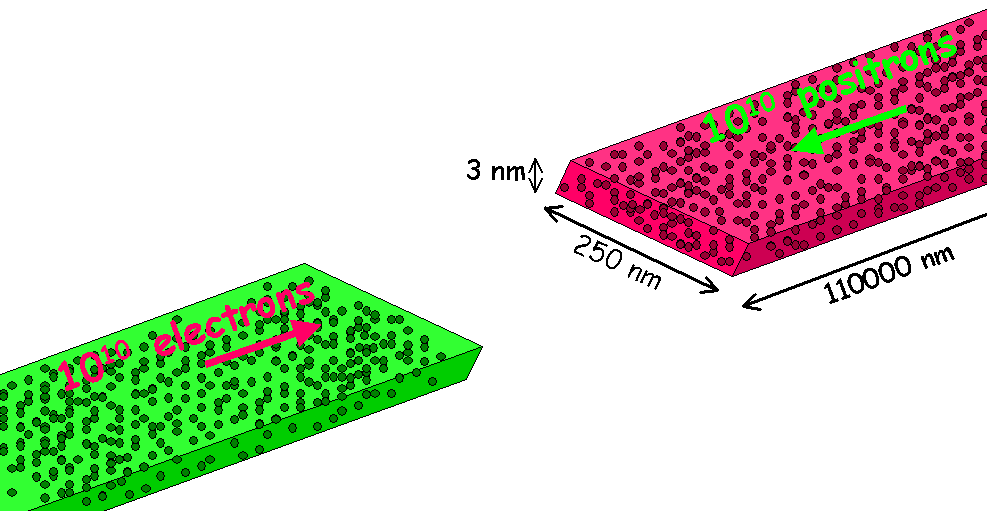 10¹⁰ positrons
3 nm
250 nm
110000 nm
10¹⁰ electrons